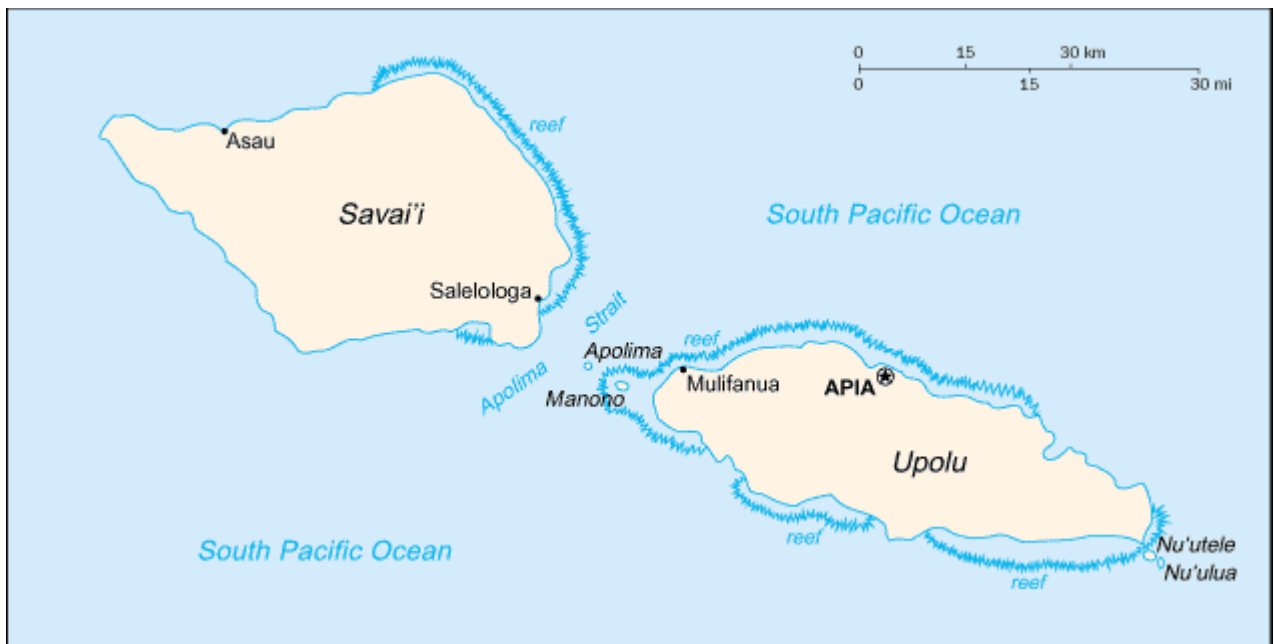 0 15 30 km
0 15 30 mi
reef
Asau
Savai'i
South Pacific Ocean
Salelologa
Strait
Apolima
reef
Apolima
Manono
Mulifanua
APIA
Upolu
South Pacific Ocean
reef
reef
Nu'utele
Nu'ulua